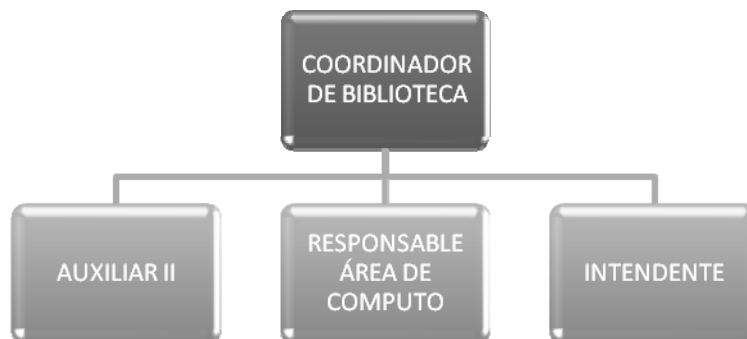 COORDINADOR
DE BIBLIOTECA
AUXILIAR II
RESPONSABLE
ÁREA DE
COMPUTO
INTENDENTE